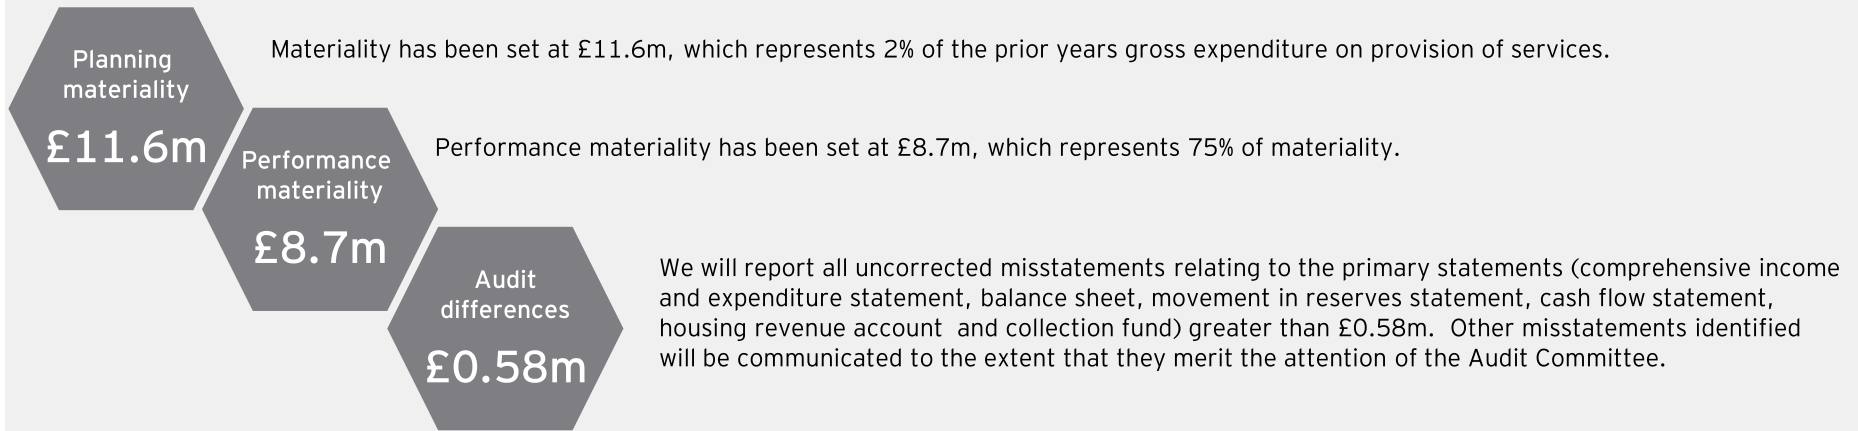 Planning
materiality
£11.6m
Materiality has been set at £11.6m, which represents 2% of the prior years gross expenditure on provision of services.
Performance
materiality
£8.7m
Performance materiality has been set at £8.7m, which represents 75% of materiality.
Audit
differences
£0.58m
We will report all uncorrected misstatements relating to the primary statements (comprehensive income
and expenditure statement, balance sheet, movement in reserves statement, cash flow statement,
housing revenue account  and collection fund) greater than £0.58m.  Other misstatements identified
will be communicated to the extent that they merit the attention of the Audit Committee.